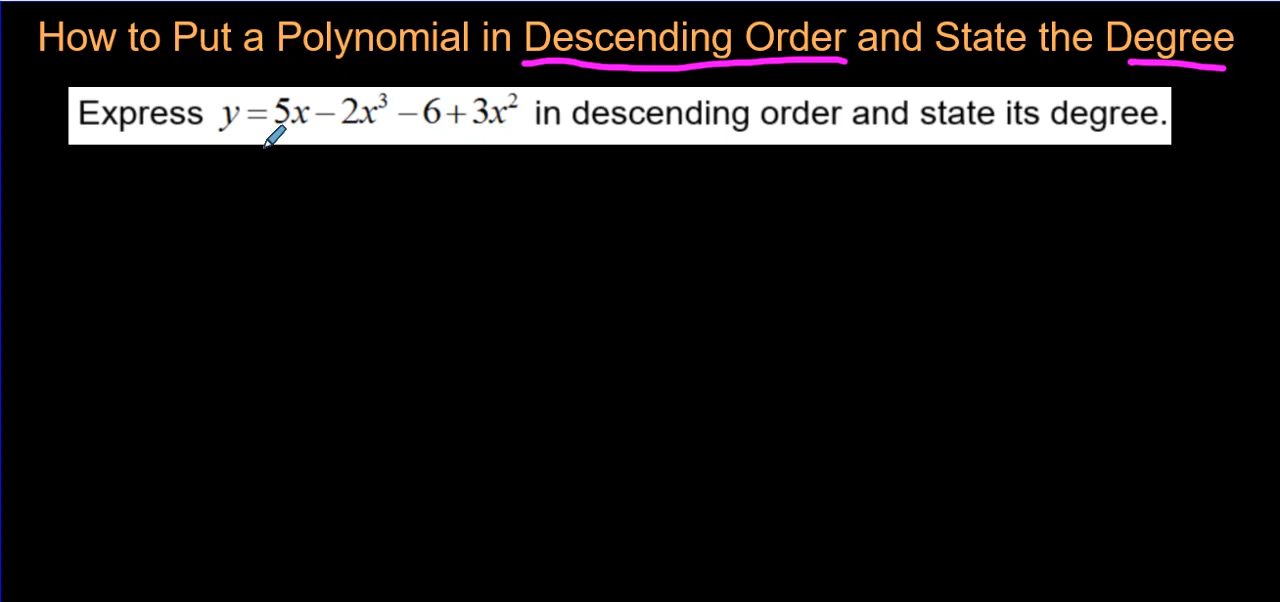 How to Put a Polynomial in Descending Order and State the Degree
Express y = 5x − 2x³ − 6 + 3x² in descending order and state its degree.